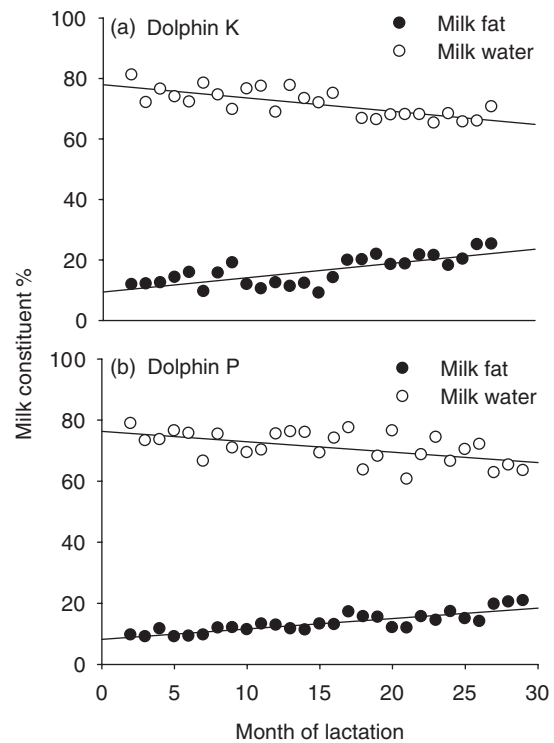 (a) Dolphin K
Milk fat
Milk water
100
80
60
40
20
0
(b) Dolphin P
Milk fat
Milk water
100
80
60
40
20
0
0 5 10 15 20 25 30
Milk constituent %
Month of lactation